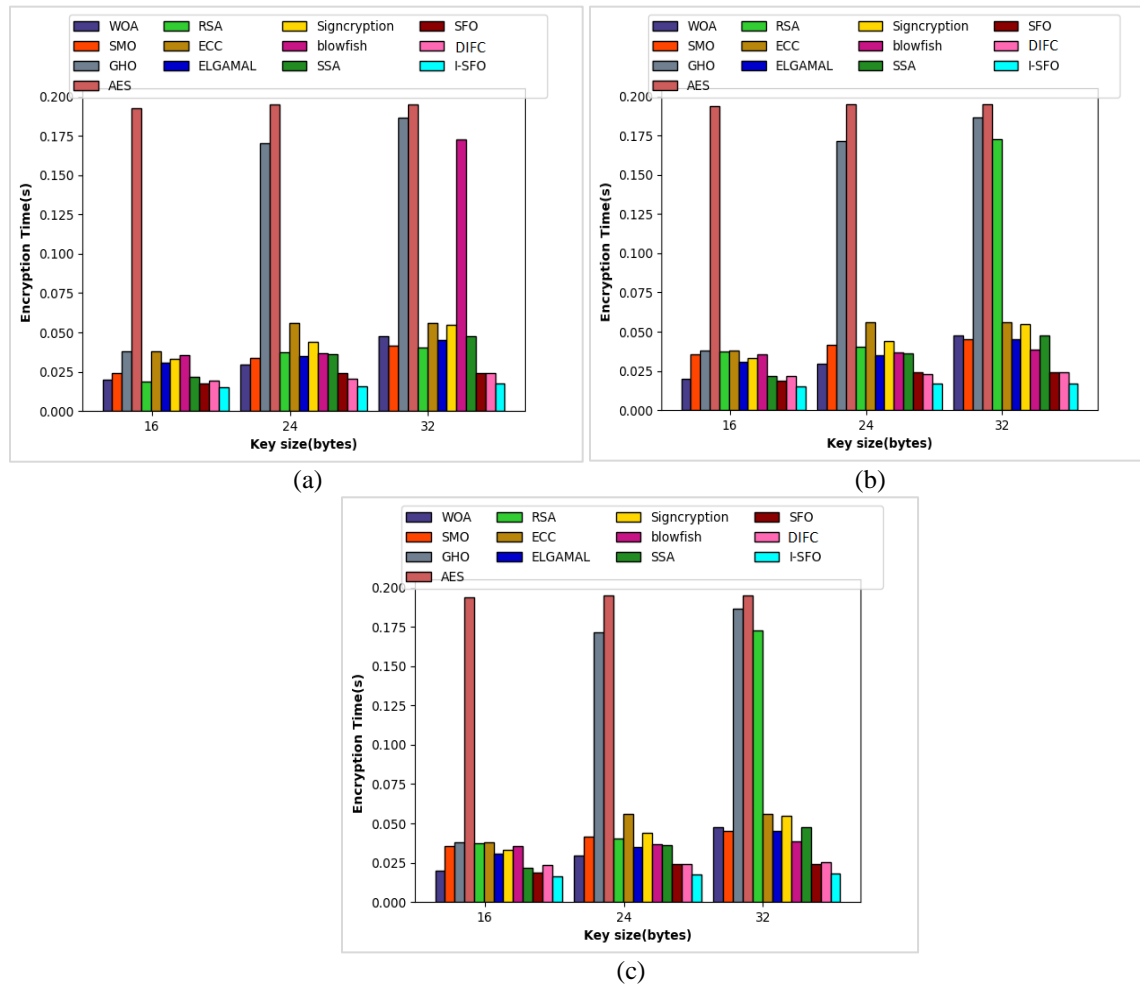 WOA RSA Signcryption SFO
SMO ECC blowfish DIFC
GHO ELGAMAL SSA I-SFO
AES
0.200
0.175
0.150
0.125
0.100
0.075
0.050
0.025
0.000
Encryption Time(s)
16 24 32
Key size(bytes)
(a)
WOA RSA Signcryption SFO
SMO ECC blowfish DIFC
GHO ELGAMAL SSA I-SFO
AES
0.200
0.175
0.150
0.125
0.100
0.075
0.050
0.025
0.000
Encryption Time(s)
16 24 32
Key size(bytes)
(b)
WOA RSA Signcryption SFO
SMO ECC blowfish DIFC
GHO ELGAMAL SSA I-SFO
AES
0.200
0.175
0.150
0.125
0.100
0.075
0.050
0.025
0.000
Encryption Time(s)
16 24 32
Key size(bytes)
(c)